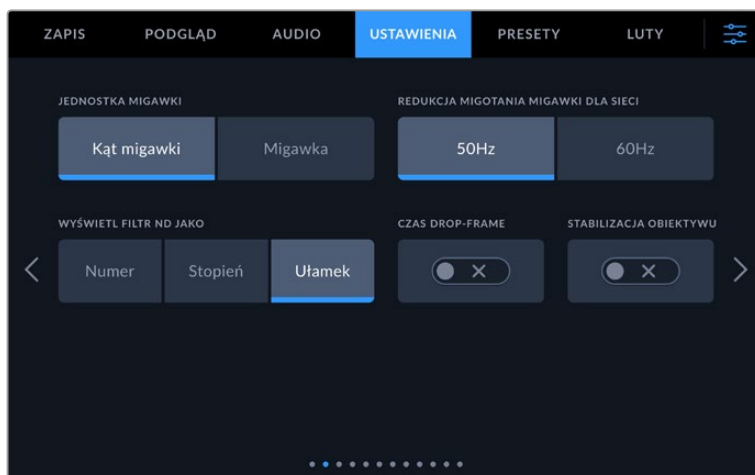 ZAPIS PODGLĄD AUDIO USTAWIENIA PRESETY LUTY
JEDNOSTKA MIGAWKI REDUKCJA MIGOTANIA MIGAWKI DLA SIECI
Kąt migawki Migawka 50Hz 60Hz
WYŚWIETL FILTR ND JAKO CZAS DROP-FRAME STABILIZACJA OBIEKTYWU
Numer Stopień Ułamek